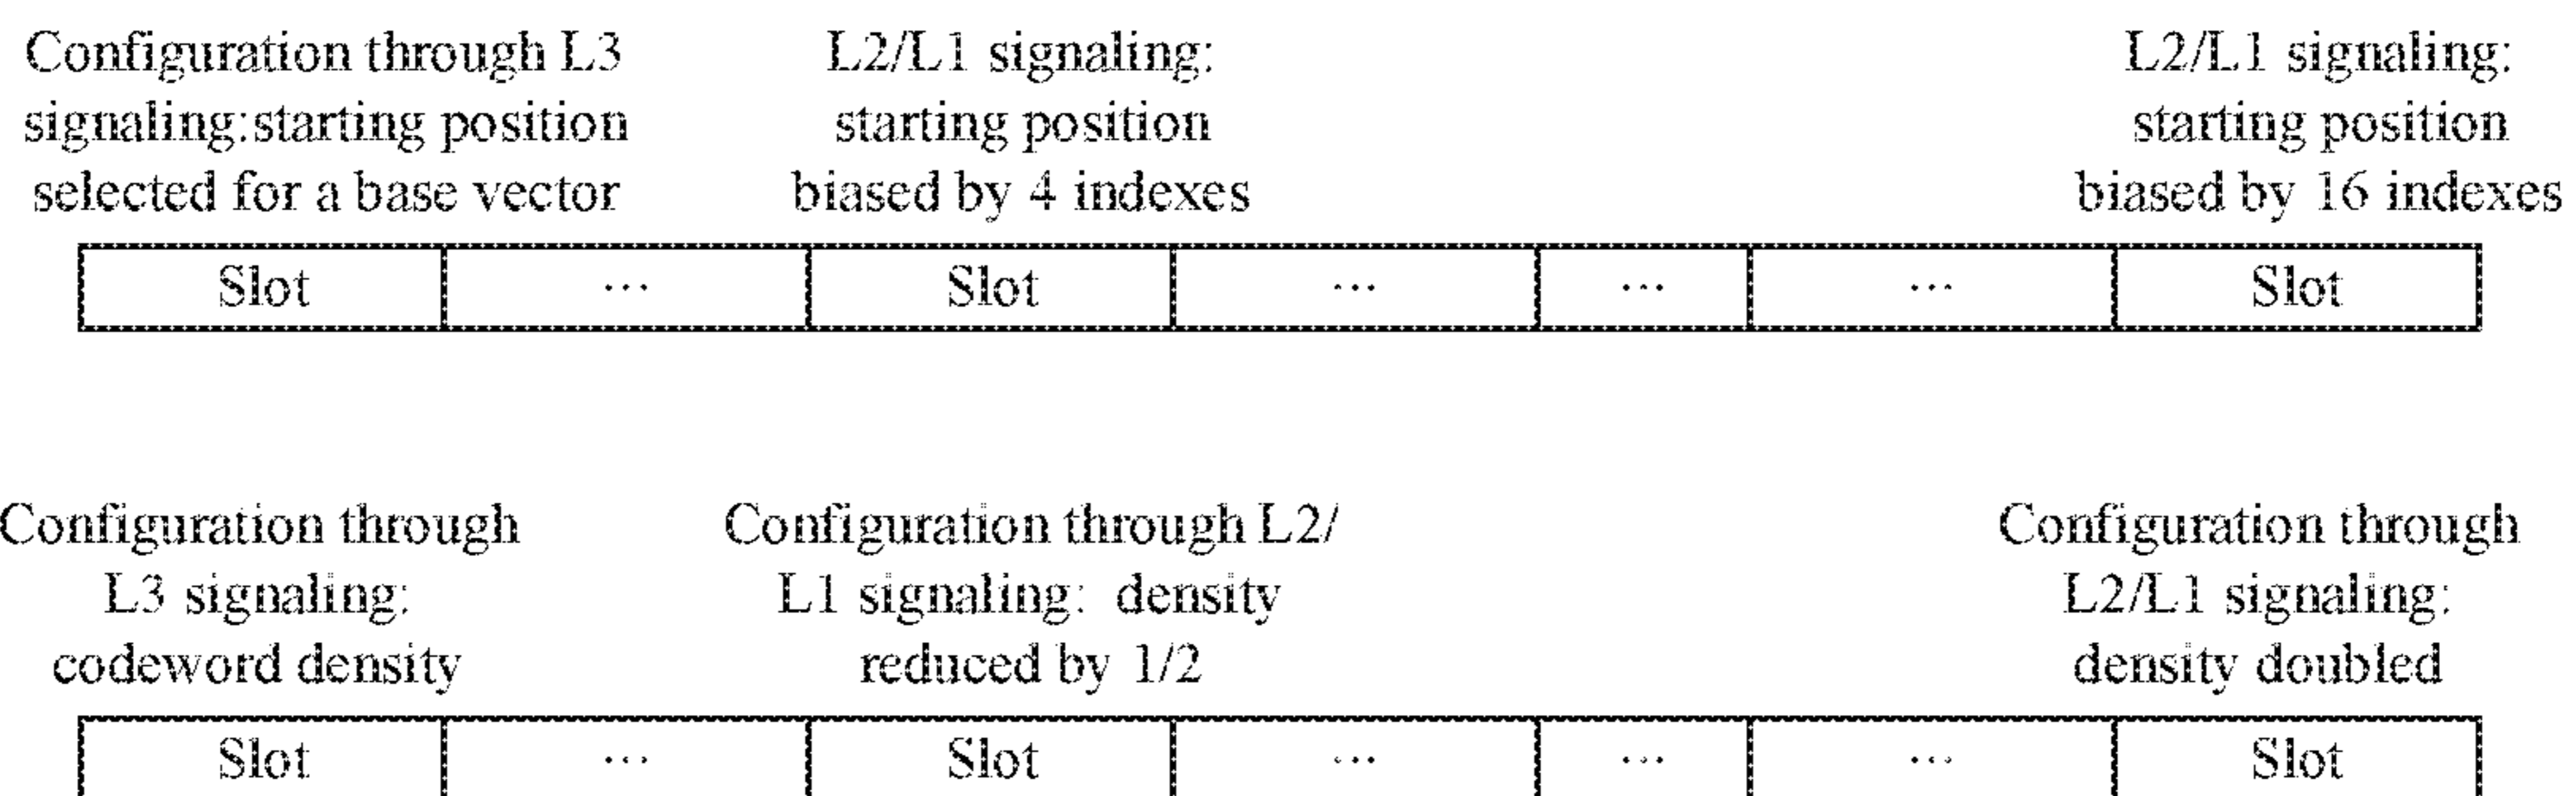 Configuration through L3
signaling:starting position
selected for a base vector
L2/L1 signaling:
starting position
biased by 4 indexes
L2/L1 signaling:
starting position
biased by 16 indexes
Slot ... Slot ... ... ... Slot
Configuration through
L3 signaling:
codeword density
Configuration through L2/
L1 signaling: density
reduced by 1/2
Configuration through
L2/L1 signaling:
density doubled
Slot ... Slot ... ... ... Slot